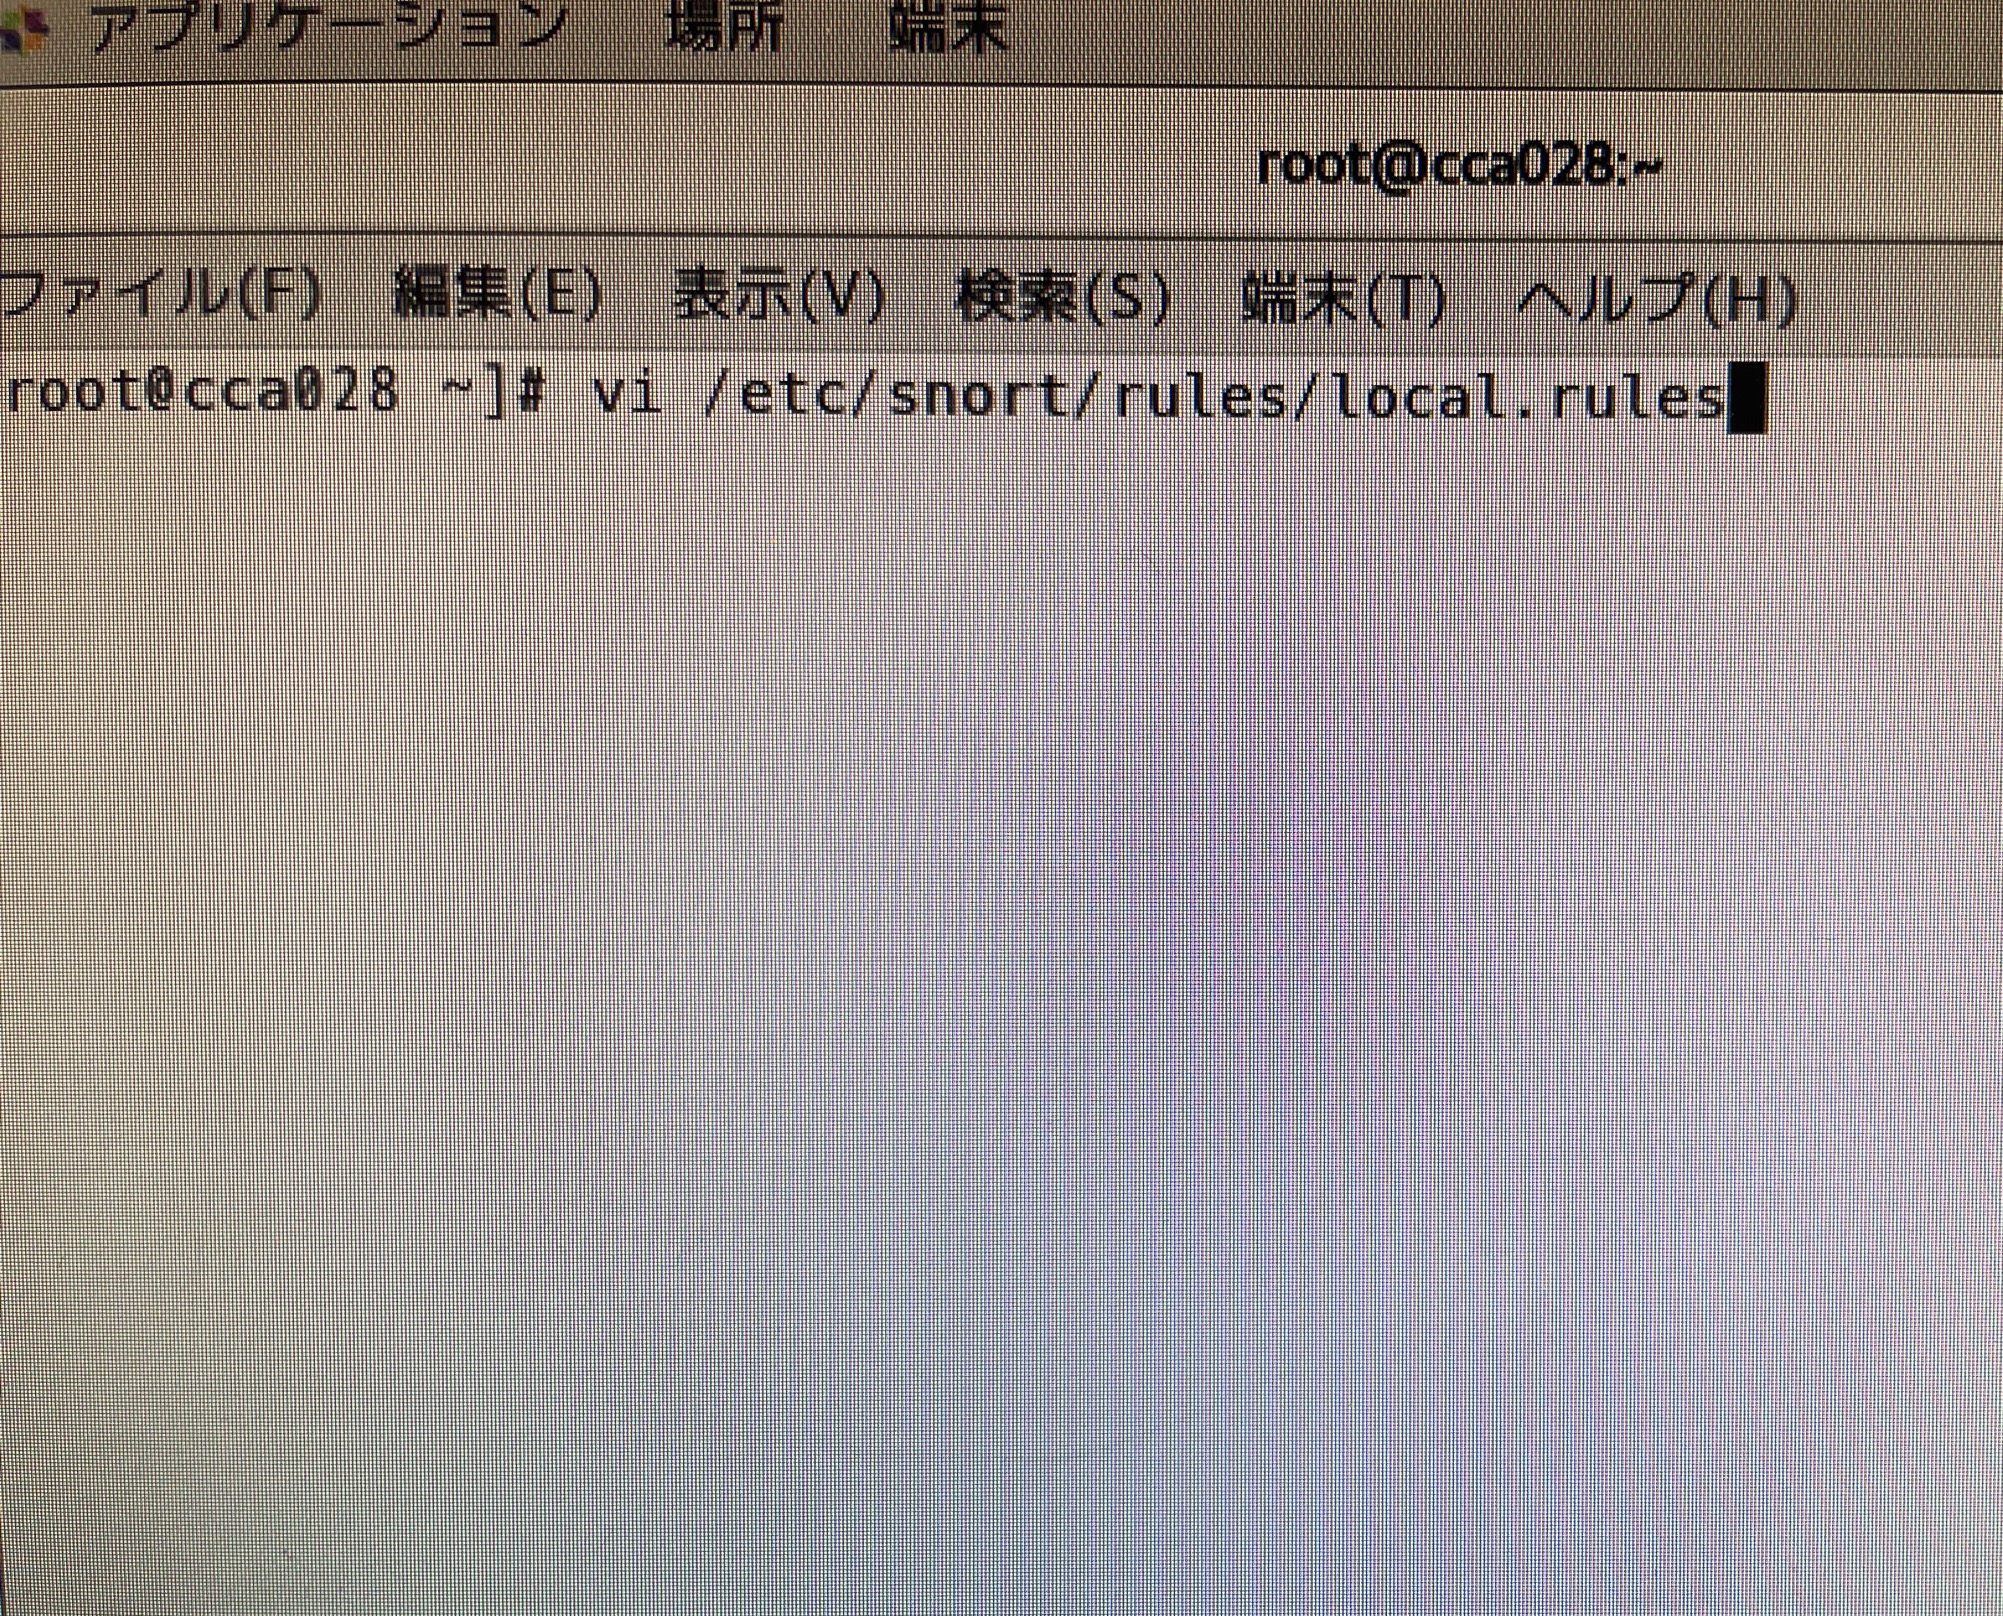 アプリケーション 場所 端末
root@cca028:~
ファイル(F) 編集(E) 表示(V) 検索(S) 端末(T) ヘルプ(H)
root@cca028 ~]# vi /etc/snort/rules/local.rules